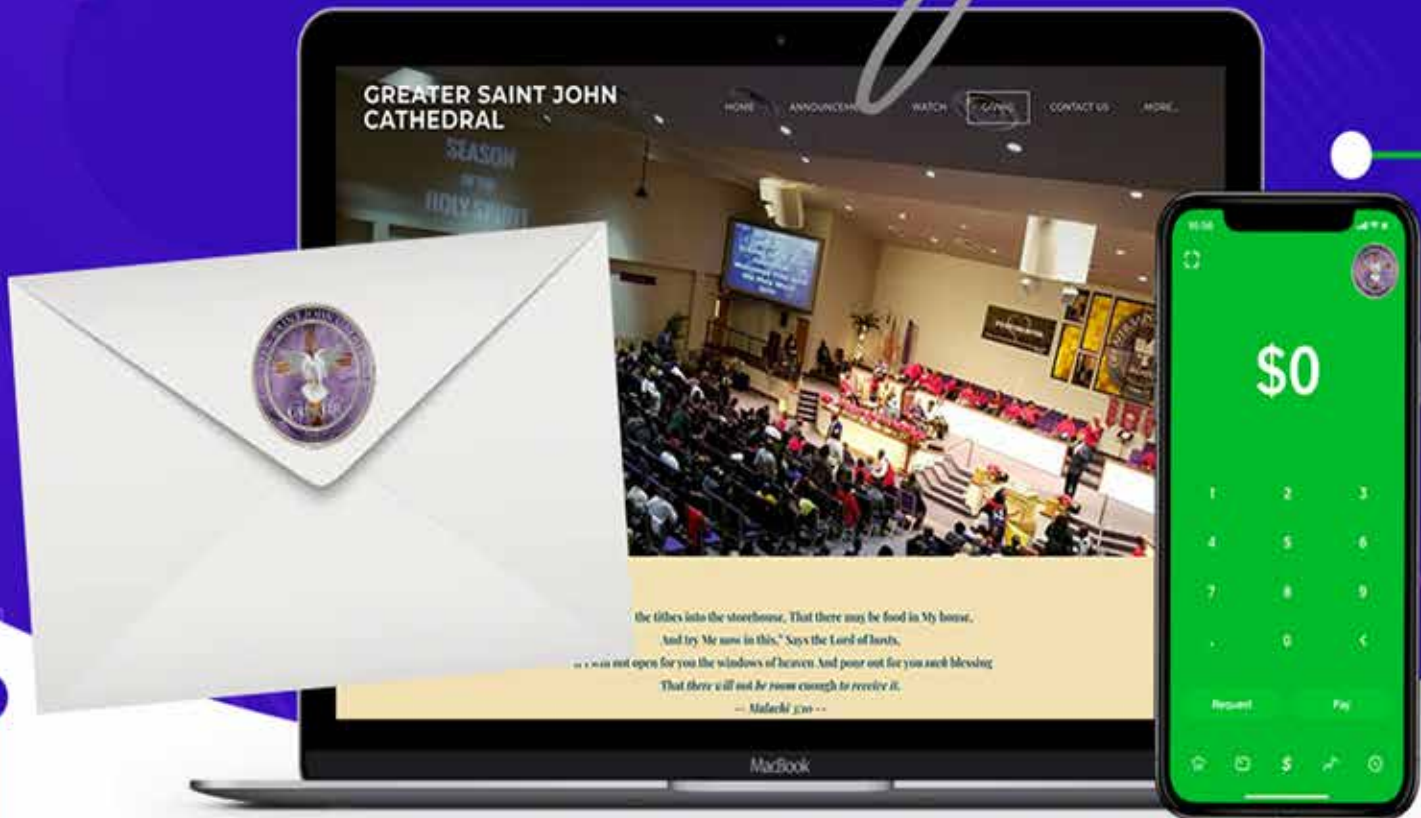 GREATER SAINT JOHN
CATHEDRAL
HOME ANNOUNCEM WATCH GIVING CONTACT US MORE...
SEASON
OF THE
HOLY SPIRIT
the tithes into the storehouse, That there may be food in My house,
And try Me now in this," Says the Lord of hosts,
not open for you the windows of heaven And pour out for you such blessing
That there will not be room enough to receive it.
-- Malachi 3:10 --
MacBook
$0
1 2 3
4 5 6
7 8 9
. 0 <
Request Pay
$